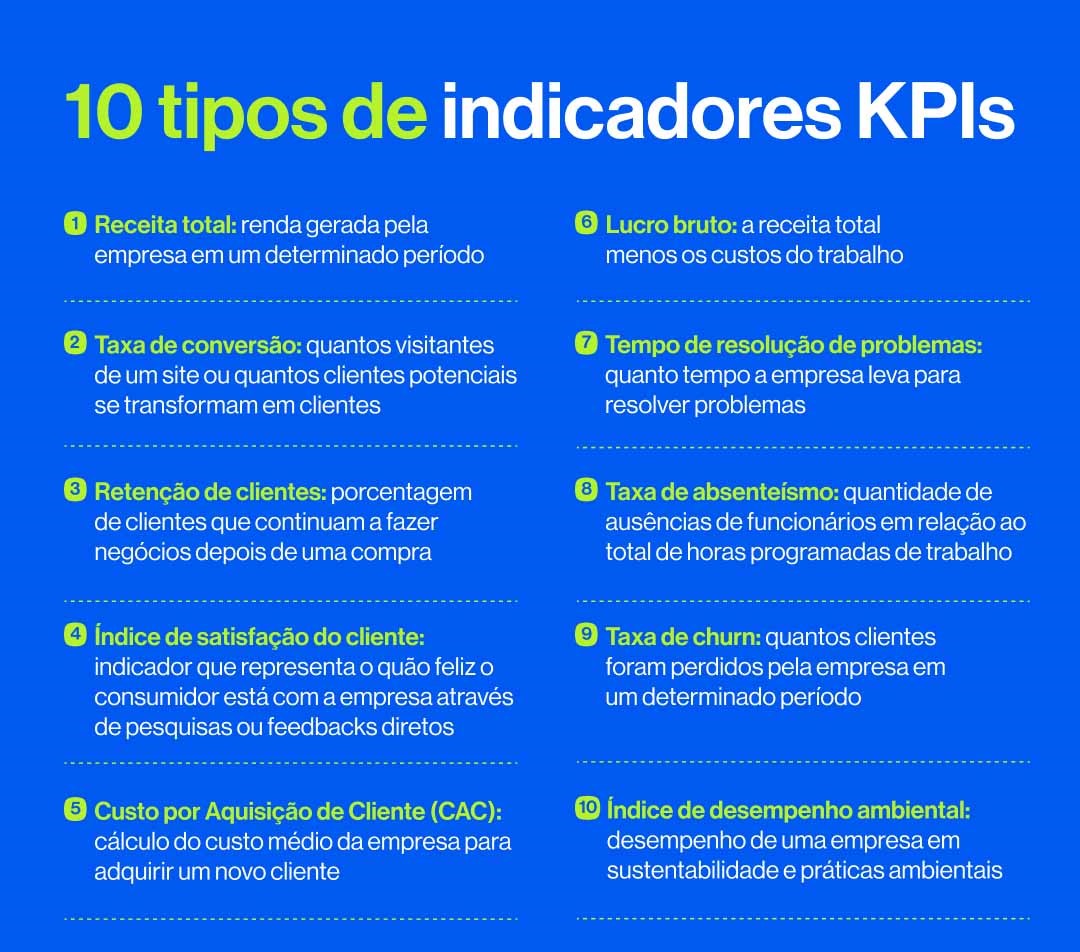 10 tipos de indicadores KPIs
1 Receita total: renda gerada pela
empresa em um determinado período
2 Taxa de conversão: quantos visitantes
de um site ou quantos clientes potenciais
se transformam em clientes
3 Retenção de clientes: porcentagem
de clientes que continuam a fazer
negócios depois de uma compra
4 Índice de satisfação do cliente:
indicador que representa o quão feliz o
consumidor está com a empresa através
de pesquisas ou feedbacks diretos
5 Custo por Aquisição de Cliente (CAC):
cálculo do custo médio da empresa para
adquirir um novo cliente
6 Lucro bruto: a receita total
menos os custos do trabalho
7 Tempo de resolução de problemas:
quanto tempo a empresa leva para
resolver problemas
8 Taxa de absenteísmo: quantidade de
ausências de funcionários em relação ao
total de horas programadas de trabalho
9 Taxa de churn: quantos clientes
foram perdidos pela empresa em
um determinado período
10 Índice de desempenho ambiental:
desempenho de uma empresa em
sustentabilidade e práticas ambientais